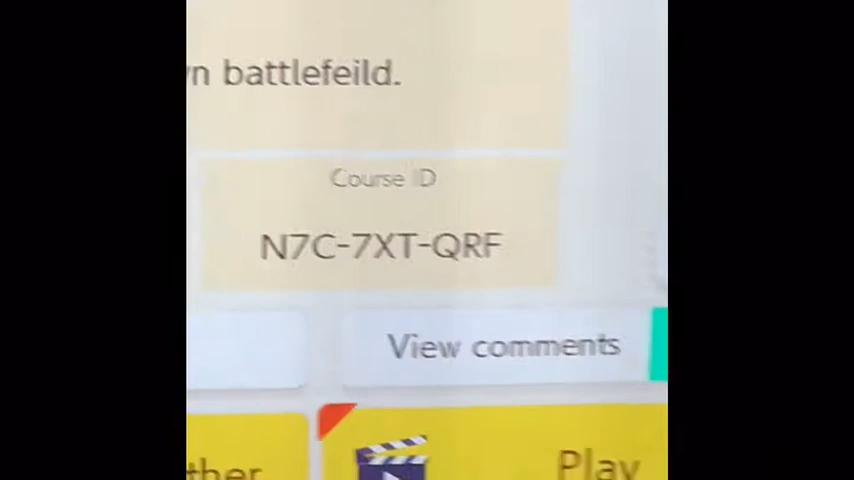 battlefeild.
Course ID
N7C-7XT-QRF
View comments
Play